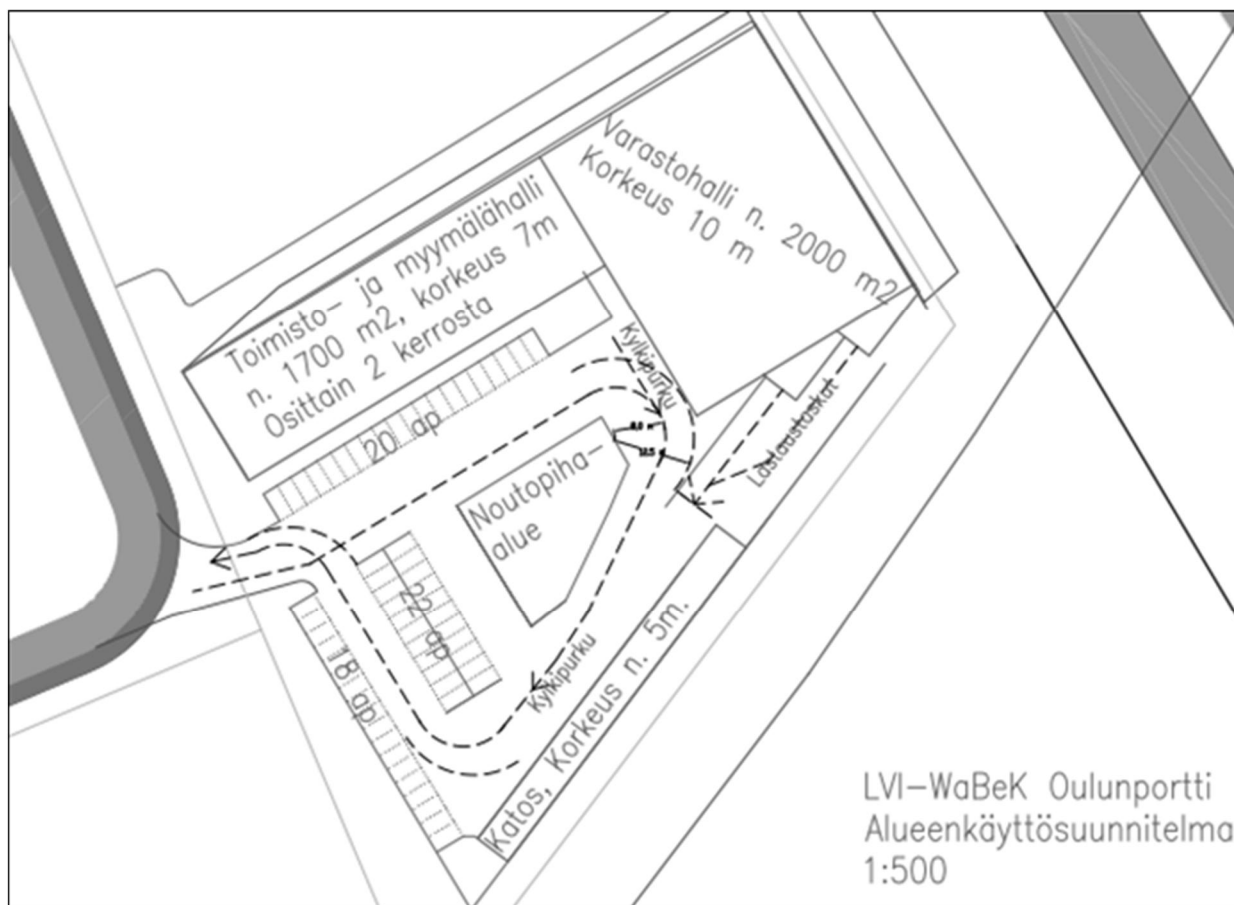 Varastohalli n. 2000 m2
Korkeus 10 m
Toimisto- ja myymälähalli
n. 1700 m2, korkeus 7m
Osittain 2 kerrosta
20 ap
Kylkipurku
Lastaustaskat
Noutopiha-
alue
22 ap
18 ap
Kylkipurku
Katos, Korkeus n. 5m.
LVI-WaBeK Oulunportti
Alueenkäyttösuunnitelma
1:500